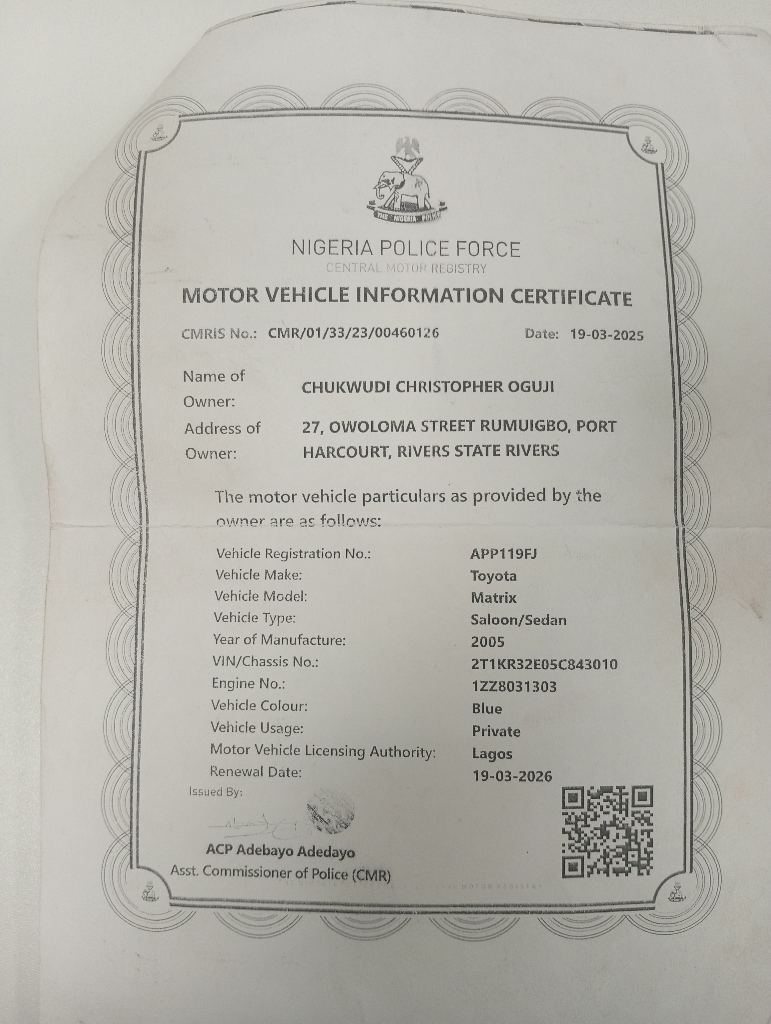 THE NIGERIA POLICE
NIGERIA POLICE FORCE
CENTRAL MOTOR REGISTRY
MOTOR VEHICLE INFORMATION CERTIFICATE
CMRIS No.: CMR/01/33/23/00460126 Date: 19-03-2025
Name of Owner: CHUKWUDI CHRISTOPHER OGUJI
Address of Owner: 27, OWOLOMA STREET RUMUIGBO, PORT
HARCOURT, RIVERS STATE RIVERS
The motor vehicle particulars as provided by the
owner are as follows:
Vehicle Registration No.: APP119FJ
Vehicle Make: Toyota
Vehicle Model: Matrix
Vehicle Type: Saloon/Sedan
Year of Manufacture: 2005
VIN/Chassis No.: 2T1KR32E05C843010
Engine No.: 1ZZ8031303
Vehicle Colour: Blue
Vehicle Usage: Private
Motor Vehicle Licensing Authority: Lagos
Renewal Date: 19-03-2026
Issued By:
ACP Adebayo Adedayo
Asst. Commissioner of Police (CMR)